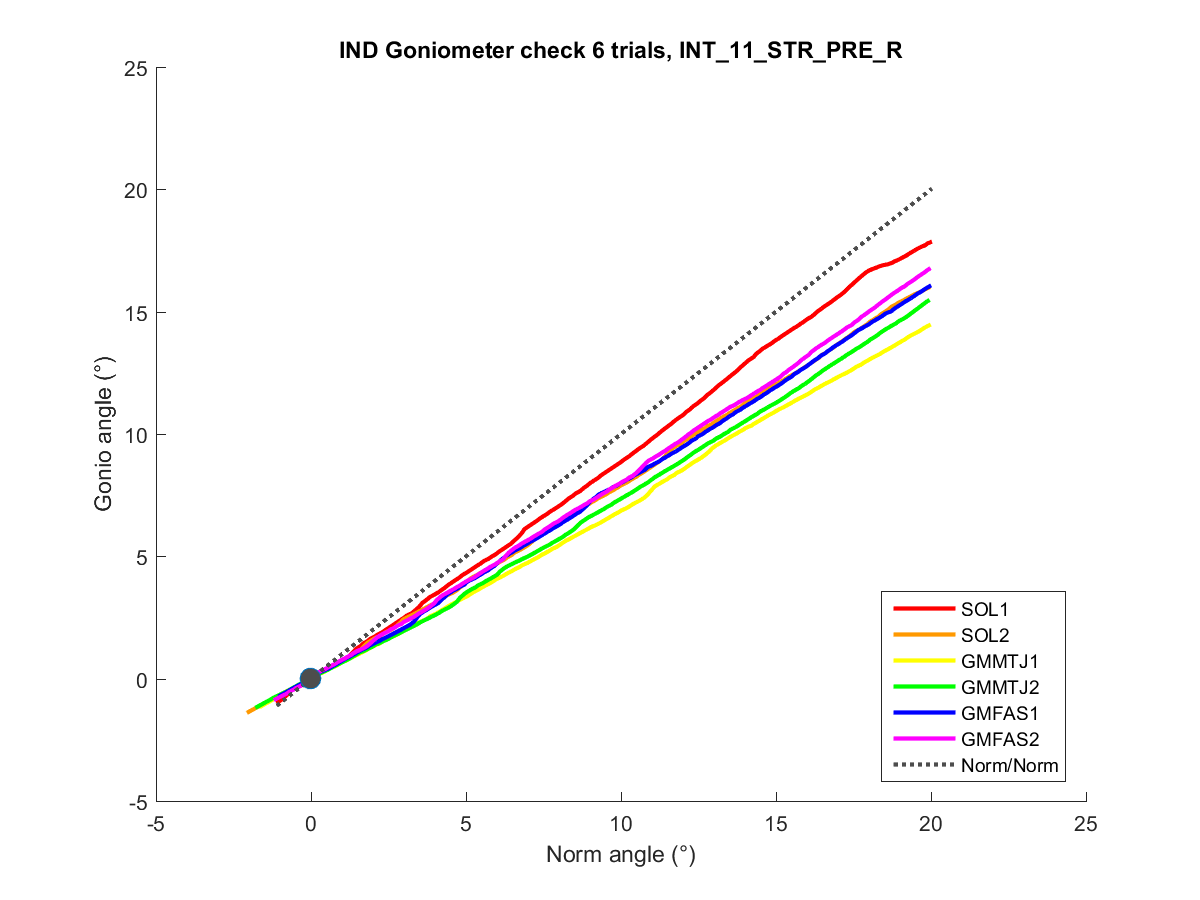 IND Goniometer check 6 trials, INT_11_STR_PRE_R
25
20
15
10
5
0
-5
Gonio angle (°)
-5 0 5 10 15 20 25
Norm angle (°)
SOL1
SOL2
GMMTJ1
GMMTJ2
GMFAS1
GMFAS2
Norm/Norm